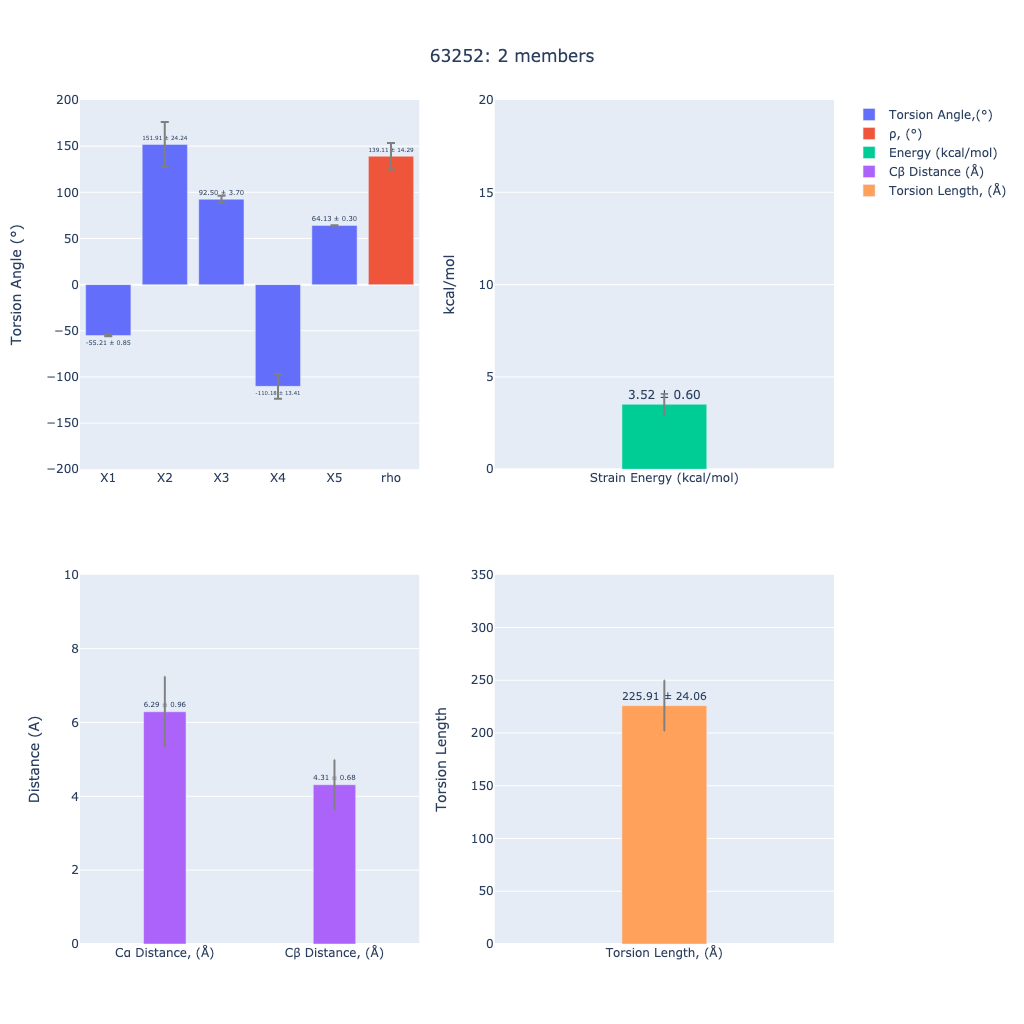 63252: 2 members
200
150
100
50
0
−50
−100
−150
−200
Torsion Angle (°)
151.91 ± 24.24
139.11 ± 14.29
92.50 ± 3.70
64.13 ± 0.30
-55.21 ± 0.85
-110.18 ± 13.41
X1 X2 X3 X4 X5 rho
20
15
10
5
0
kcal/mol
3.52 ± 0.60
Strain Energy (kcal/mol)
Torsion Angle,(°)
ρ, (°)
Energy (kcal/mol)
Cβ Distance (Å)
Torsion Length, (Å)
10
8
6
4
2
0
Distance (A)
6.29 ± 0.96
4.31 ± 0.68
Cα Distance, (Å) Cβ Distance, (Å)
350
300
250
200
150
100
50
0
Torsion Length
225.91 ± 24.06
Torsion Length, (Å)